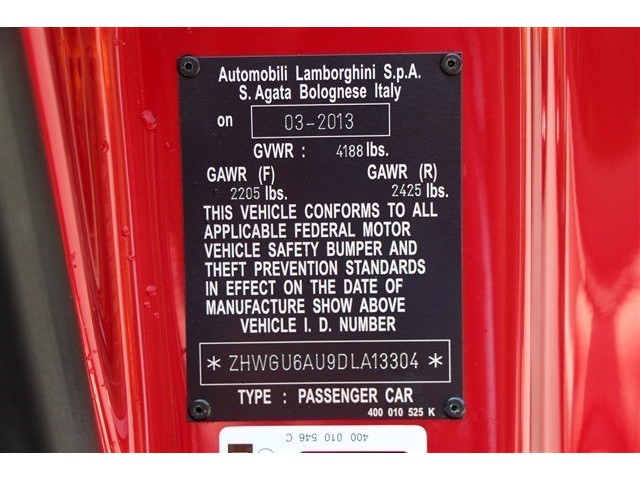 Automobili Lamborghini S.p.A.
S. Agata Bolognese Italy
on 03-2013
GVWR : 4188 lbs.
GAWR (F) GAWR (R)
2205 lbs. 2425 lbs.
THIS VEHICLE CONFORMS TO ALL
APPLICABLE FEDERAL MOTOR
VEHICLE SAFETY BUMPER AND
THEFT PREVENTION STANDARDS
IN EFFECT ON THE DATE OF
MANUFACTURE SHOW ABOVE
VEHICLE I. D. NUMBER
* ZHWGU6AU9DLA13304 *
TYPE : PASSENGER CAR
400 010 525 K
400 010 546 C